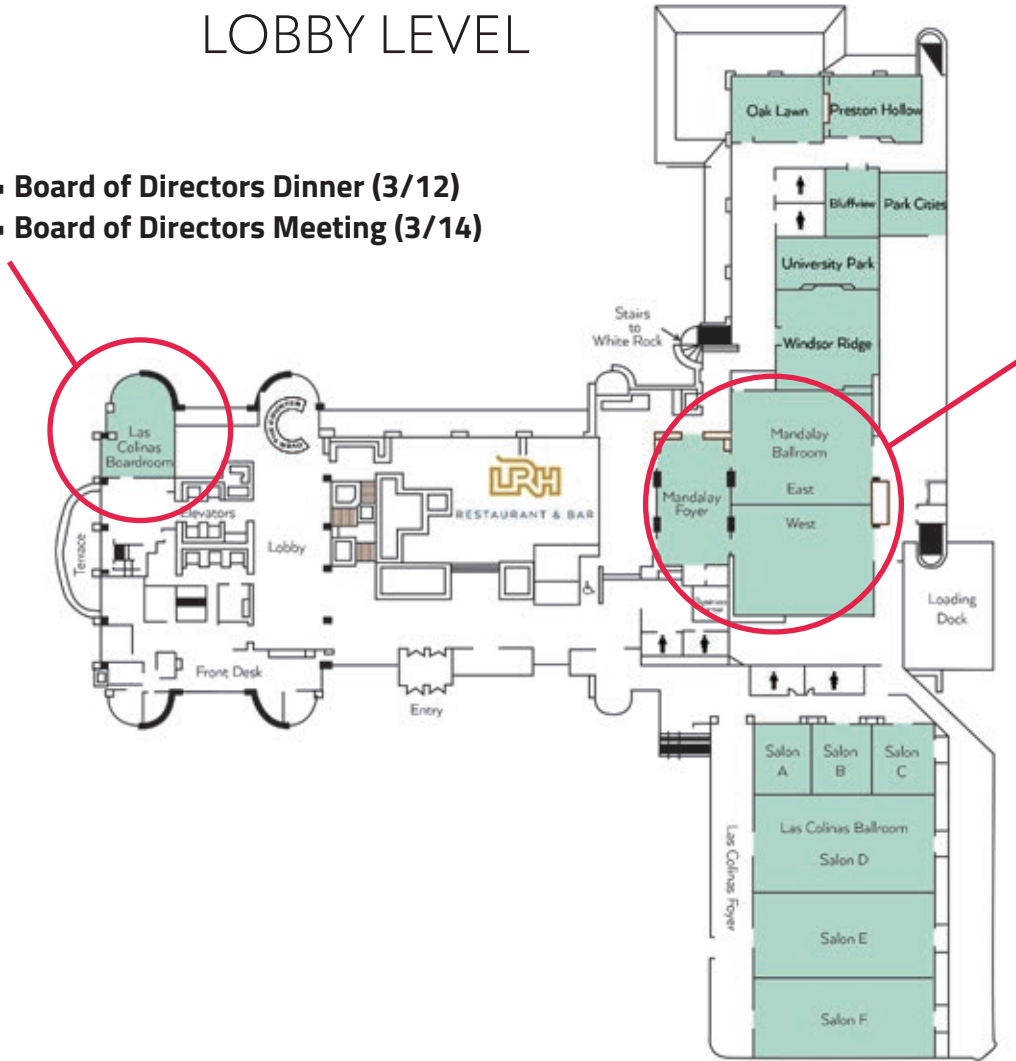 LOBBY LEVEL
Board of Directors Dinner (3/12)
Board of Directors Meeting (3/14)
Oak Lawn
Preston Hollow
Bluffview
Park Cities
University Park
Stairs
to
White Rock
Windsor Ridge
Las
Colinas
Boardroom
Mandalay
Ballroom
East
West
Mandalay
Foyer
LRH
RESTAURANT & BAR
Elevators
Lobby
Terrace
Loading
Dock
Front Desk
Entry
Salon
A
Salon
B
Salon
C
Las Colinas Ballroom
Salon D
Las Colinas Foyer
Salon E
Salon F